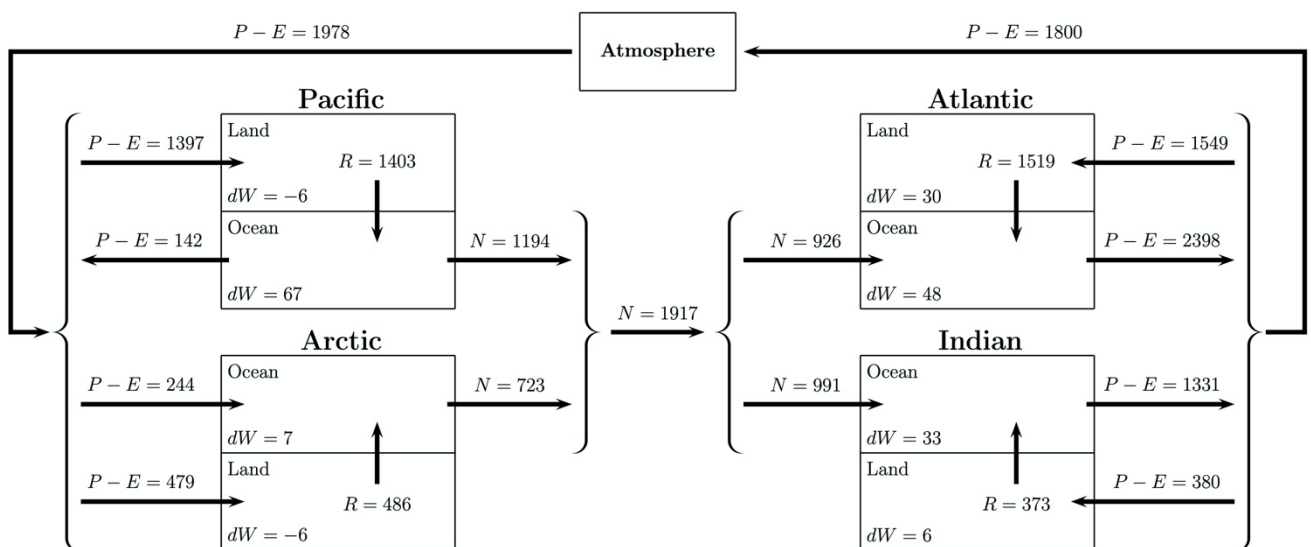 P − E = 1978
Atmosphere
P − E = 1800
Pacific
Atlantic
P − E = 1397
Land
R = 1403
dW = −6
Land
R = 1519
dW = 30
P − E = 1549
P − E = 142
Ocean
dW = 67
N = 1194
N = 926
Ocean
dW = 48
P − E = 2398
N = 1917
Arctic
Indian
P − E = 244
Ocean
dW = 7
N = 723
N = 991
Ocean
dW = 33
P − E = 1331
P − E = 479
Land
R = 486
dW = −6
Land
R = 373
dW = 6
P − E = 380